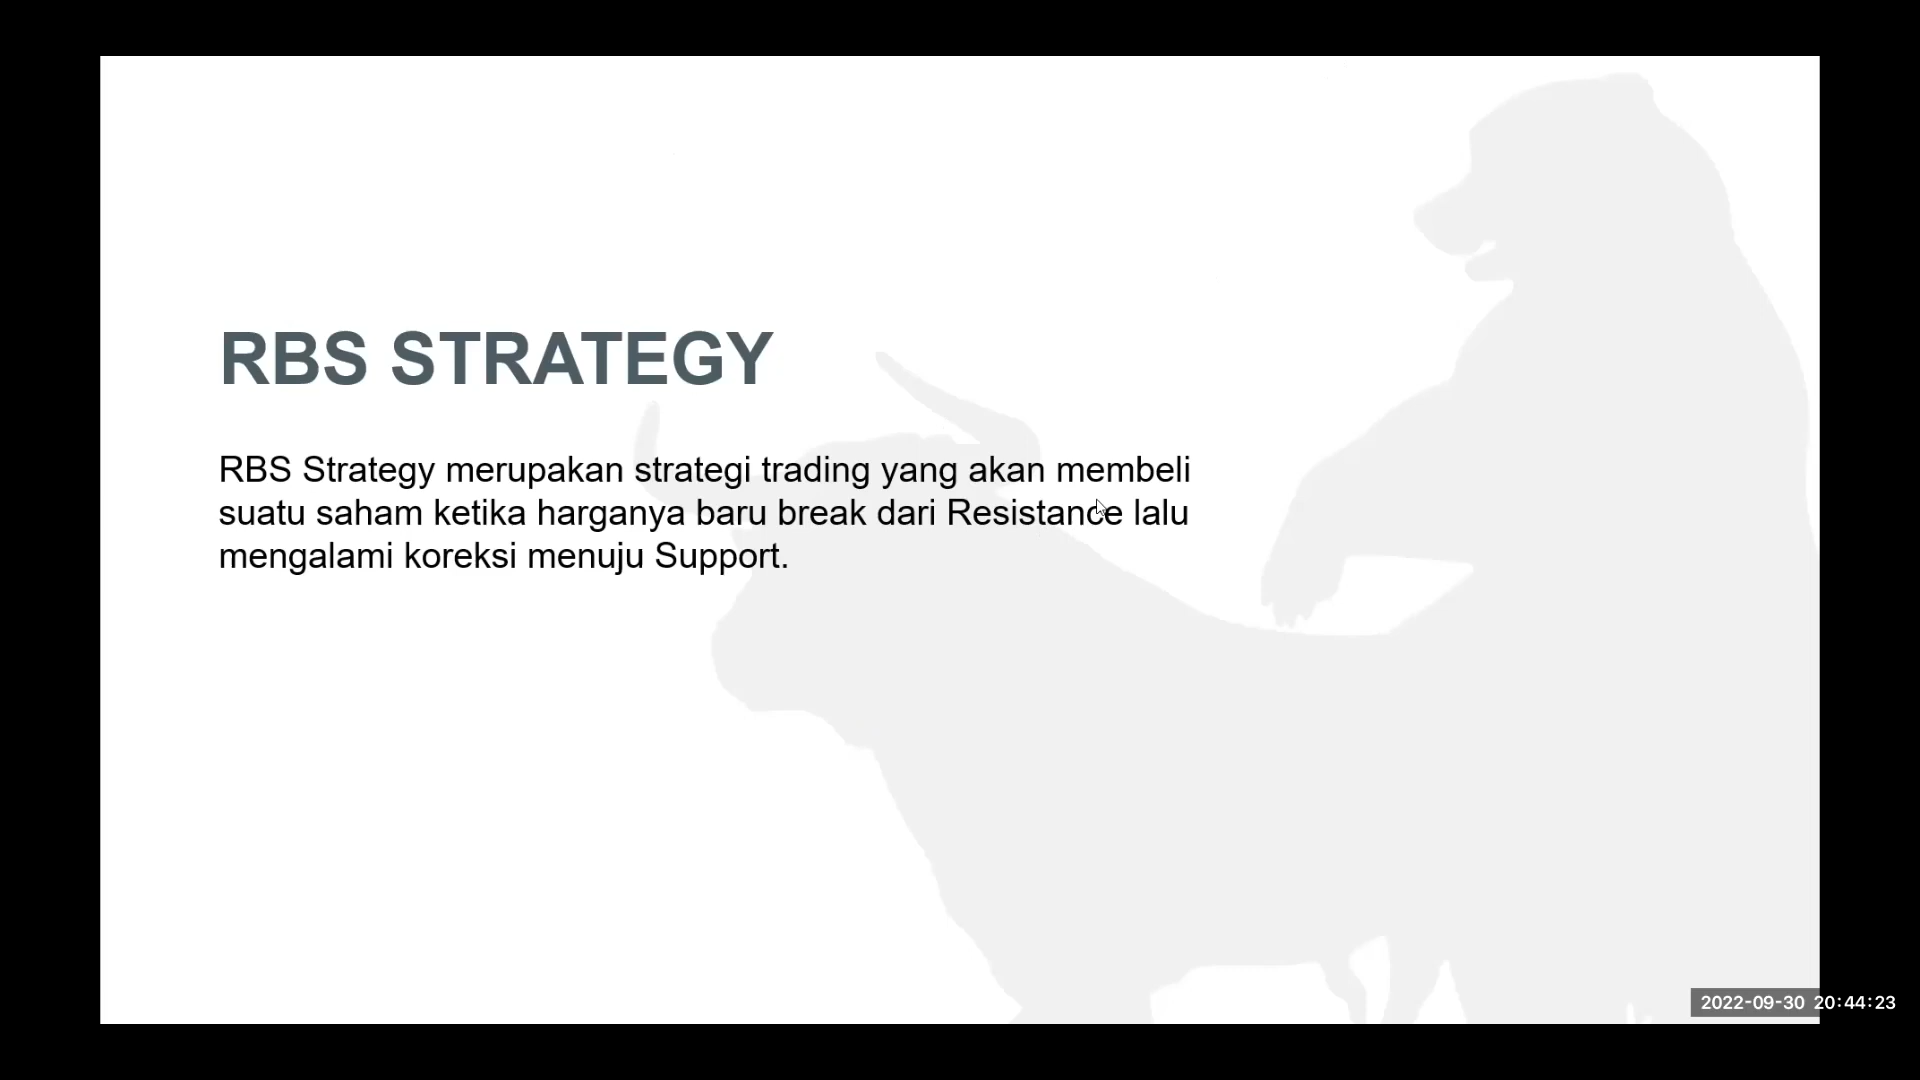 RBS STRATEGY
RBS Strategy merupakan strategi trading yang akan membeli
suatu saham ketika harganya baru break dari Resistance lalu
mengalami koreksi menuju Support.
2022-09-30 20:44:23